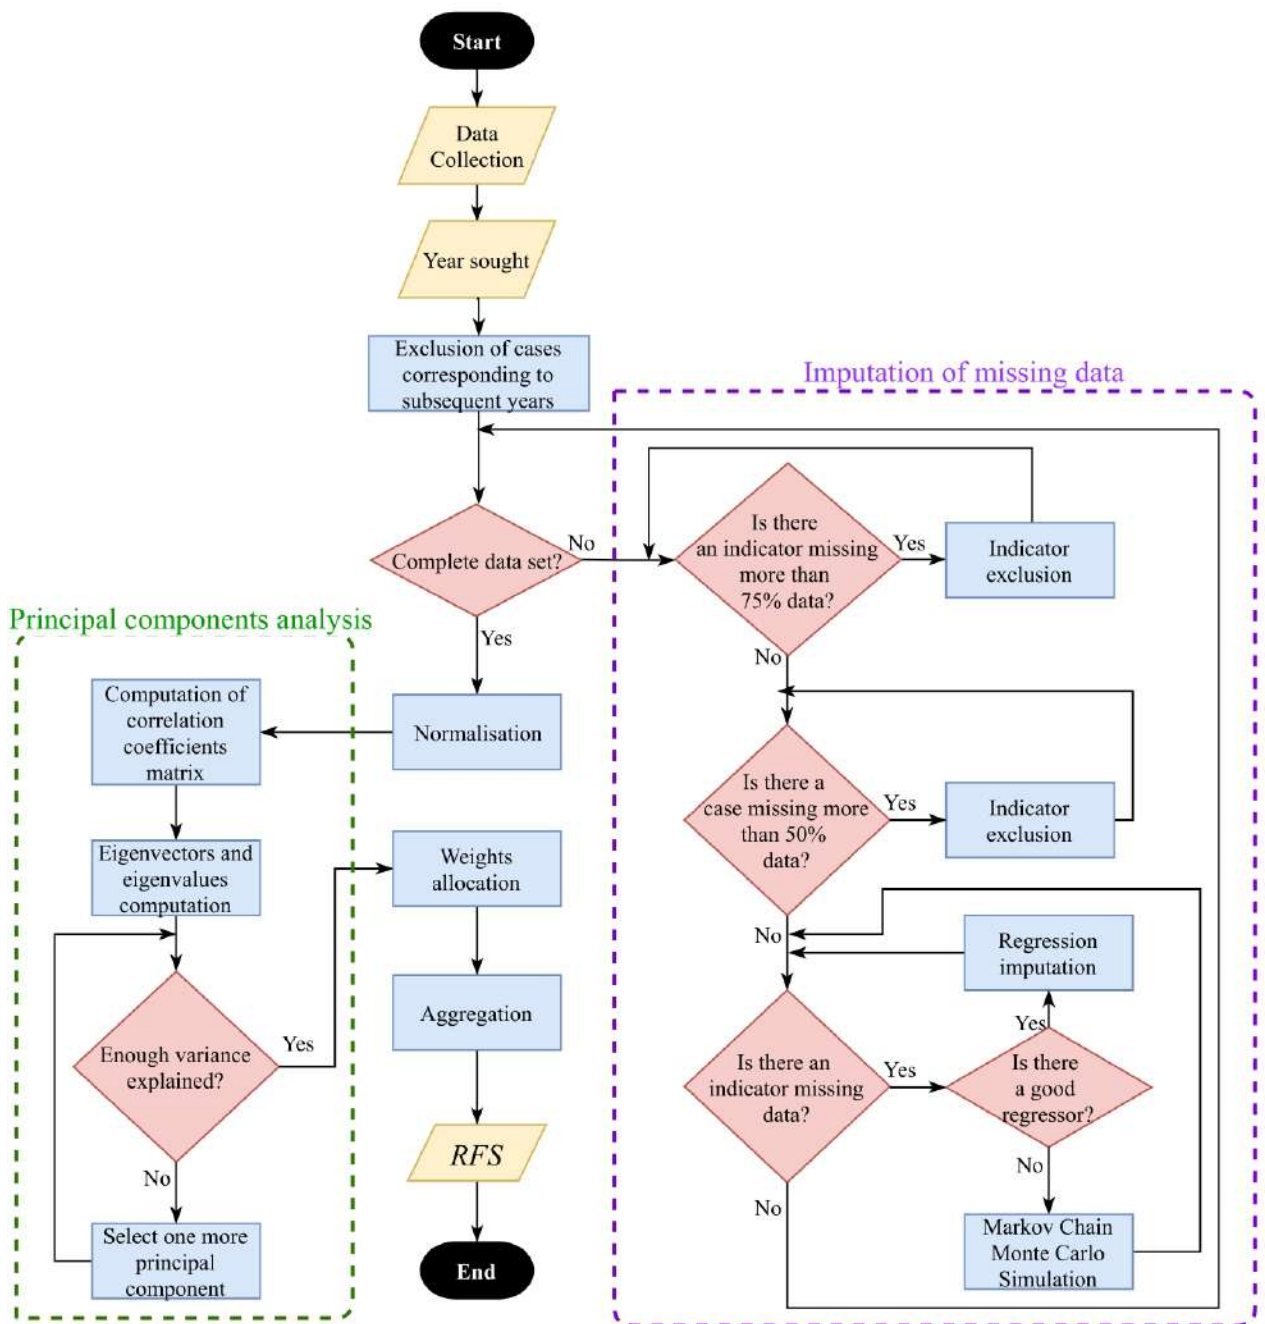 Start
Data
Collection
Year sought
Exclusion of cases
corresponding to
subsequent years
Imputation of missing data
Complete data set?
No
Yes
Is there
an indicator missing
more than
75% data?
Yes
No
Indicator
exclusion
Is there a
case missing more
than 50%
data?
Yes
No
Indicator
exclusion
Is there an
indicator missing
data?
Yes
No
Is there
a good
regressor?
Yes
No
Regression
imputation
Markov Chain
Monte Carlo
Simulation
Normalisation
Principal components analysis
Computation of
correlation
coefficients
matrix
Eigenvectors and
eigenvalues
computation
Enough variance
explained?
Yes
No
Select one more
principal
component
Weights
allocation
Aggregation
RFS
End